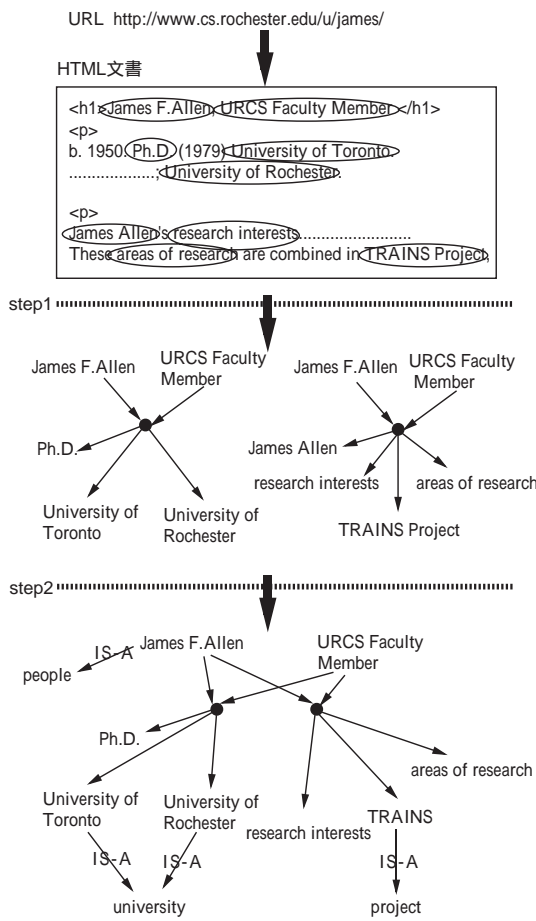 URL http://www.cs.rochester.edu/u/james/
HTML文書
<h1>James F.Allen, URCS Faculty Member </h1>
<p>
b. 1950. Ph.D (1979) University of Toronto.
....................; University of Rochester.
<p>
James Allen's research interests..........................
These areas of research are combined in TRAINS Project,
step1
James F.Allen
URCS Faculty
Member
Ph.D.
University of
Toronto
University of
Rochester
James F.Allen
URCS Faculty
Member
James Allen
research interests
areas of research
TRAINS Project
step2
James F.Allen
URCS Faculty
Member
IS-A
people
Ph.D.
areas of research
University of
Toronto
University of
Rochester
research interests
TRAINS
IS-A
IS-A
IS-A
university
project